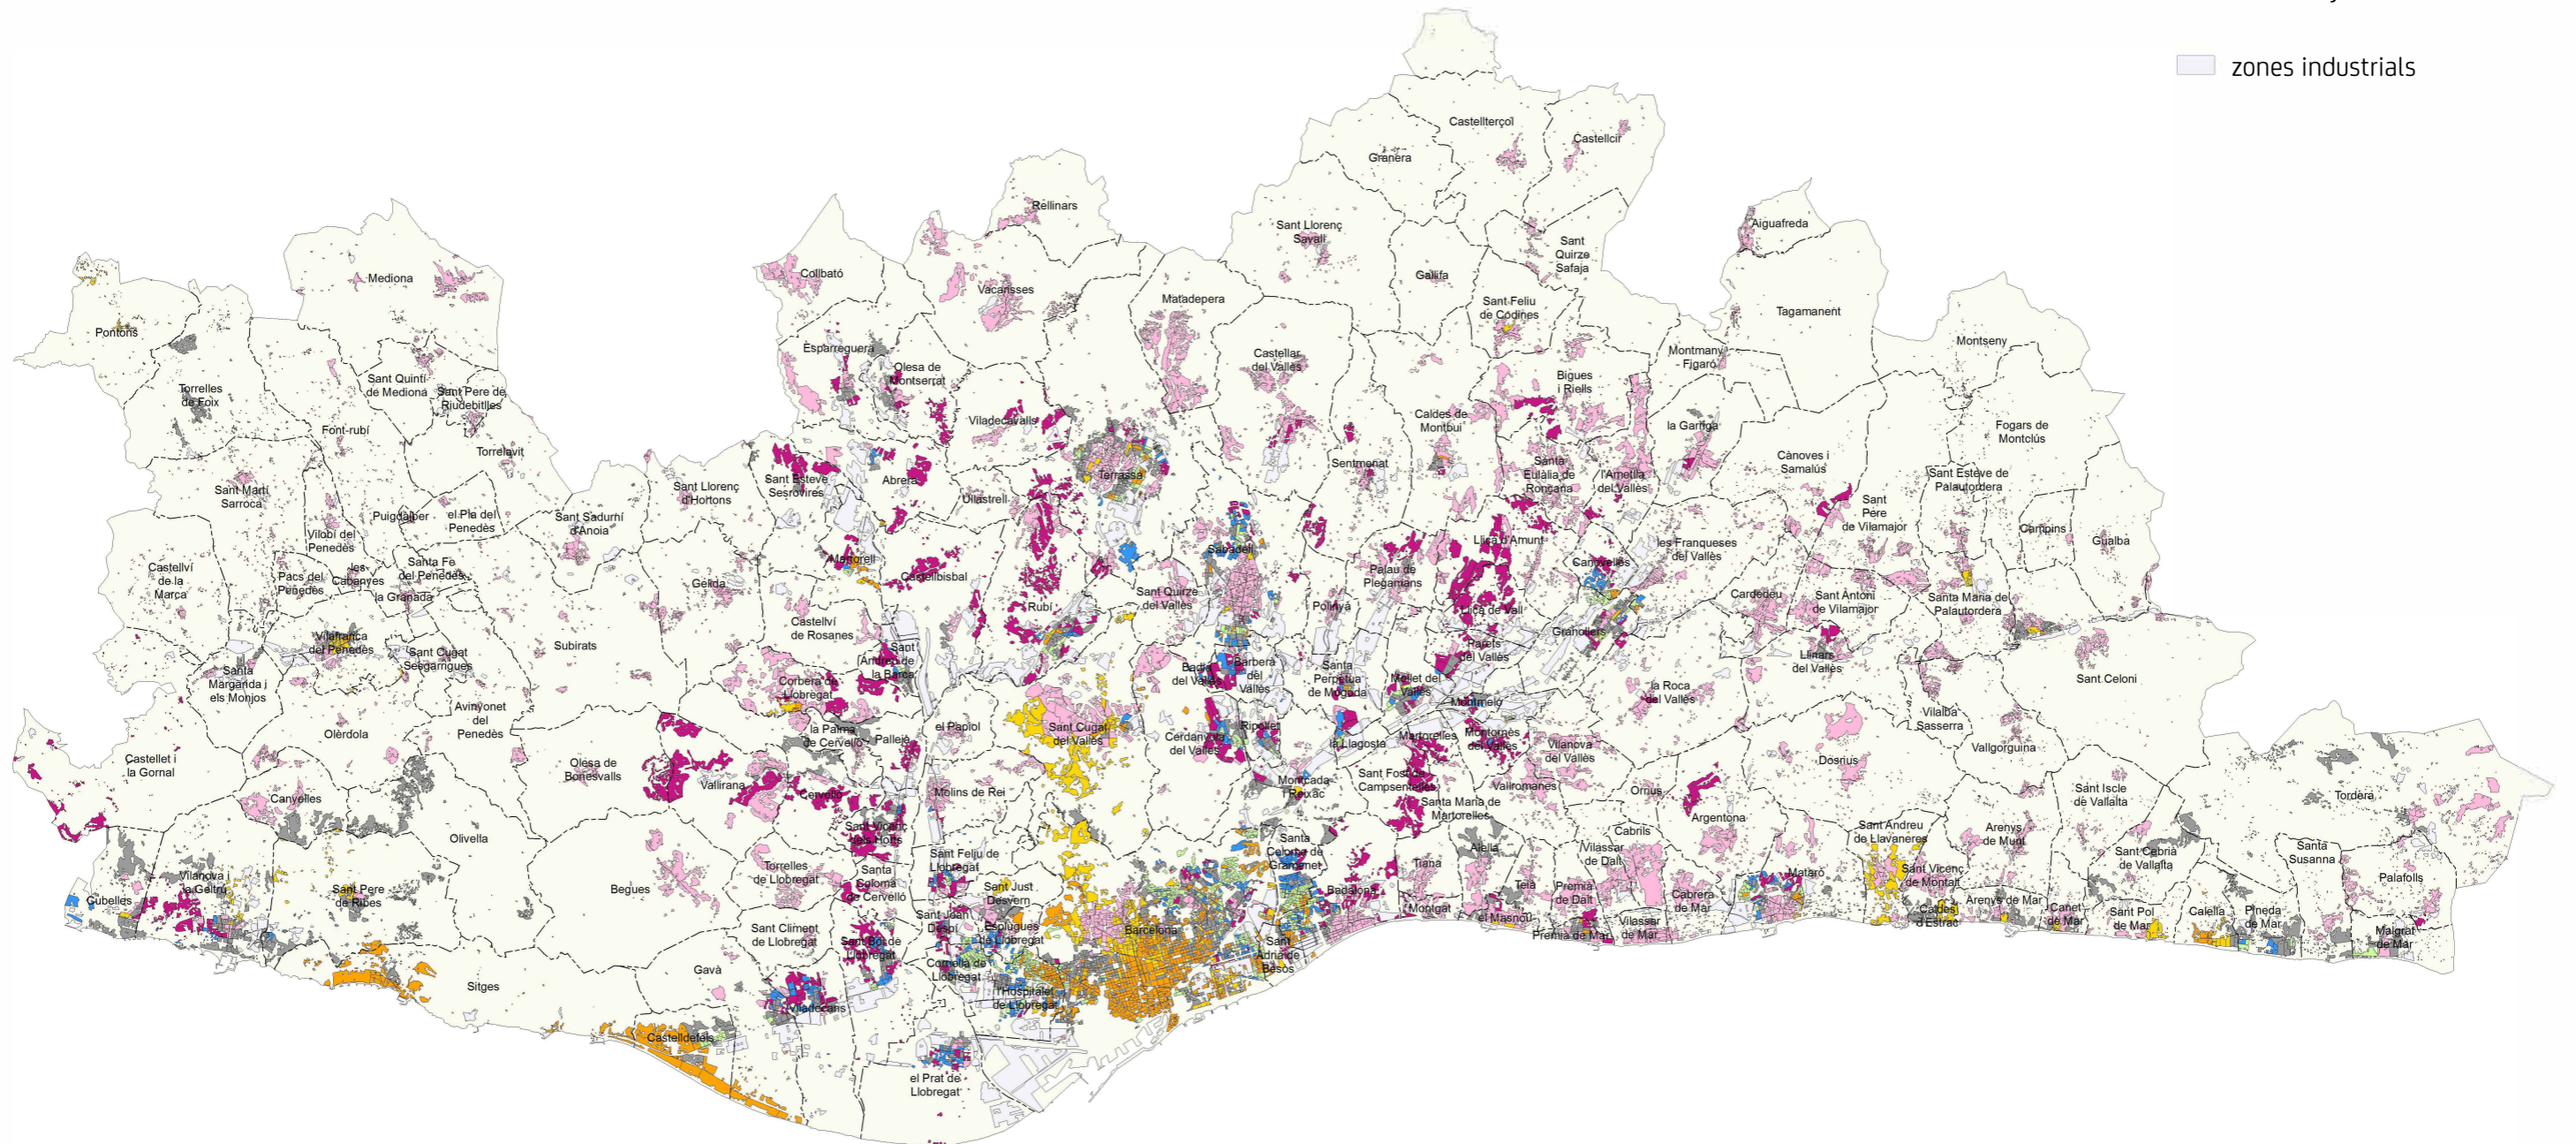 zones industrials
Castellterçol
Castellcir
Granera
Rellinars
Sant Llorenç
Savall
Aiguafreda
Sant
Quirze
Safaja
Collbató
Mediona
Gallifa
Vacarisses
Matadepera
Sant Feliu
de Codines
Tagamanent
Pontons
Montseny
Esparreguera
Castellar
del Vallès
Montmany-
Figaró
Olesa de
Montserrat
Bigues
i Riells
Sant Quintí
de Mediona
Sant Pere de
Riudebitlles
Torrelles
de Foix
Caldes de
Montbui
Viladecavalls
la Garriga
Fogars de
Montclús
Font-rubí
Torrelavit
Sentmenat
Cànoves i
Samalús
Terrassa
Santa
Eulàlia de
Ronçana
l'Ametlla
del Vallès
Sant Esteve de
Palautordera
Sant Esteve
Sesrovires
Abrera
Sant Martí
Sarroca
Sant Llorenç
d'Hortons
Ullastrell
Sant
Pere
de Vilamajor
Puigdàlber
el Pla del
Penedès
Sant Sadurní
d'Anoia
Campins
Gualba
Vilobí del
Penedès
Lliçà d'Amunt
les Franqueses
del Vallès
Sabadell
Martorell
Canovelles
Santa Fe
del Penedès
Castellví
de la
Marca
Pacs del
Penedès
les
Cabanyes
Gelida
Castellbisbal
Palau de
Plegamans
la Granada
Sant Quirze
del Vallès
Cardedeu
Sant Antoni
de Vilamajor
Santa Maria de
Palautordera
Rubí
Polinyà
Lliçà de Vall
Castellví
de Rosanes
Granollers
Vilafranca
del Penedès
Subirats
Sant Cugat
Sesgarrigues
Sant
Andreu de
la Barca
Parets
del Vallès
Llinars
del Vallès
Santa
Margarida i
els Monjos
Badia
del Vallès
Barberà
del
Vallès
Santa
Perpètua
de Mogoda
Mollet del
Vallès
Sant Celoni
Corbera de
Llobregat
la Roca
del Vallès
Montmeló
Avinyonet
del
Penedès
Vilalba
Sasserra
Olèrdola
la Palma
de Cervelló
Pallejà
el Papiol
Sant Cugat
del Vallès
Cerdanyola
del Vallès
Ripollet
la Llagosta
Martorelles
Montornès
del Vallès
Vilanova
del Vallès
Vallgorguina
Castellet i
la Gornal
Olesa de
Bonesvalls
Dosrius
Vallirana
Cervelló
Molins de Rei
Montcada
i Reixac
Sant Fost de
Campsentelles
Vallromanes
Òrrius
Sant Iscle
de Vallalta
Tordera
Canyelles
Santa Maria de
Martorelles
Argentona
Sant Vicenç
dels Horts
Cabrils
Sant Andreu
de Llavaneres
Arenys
de Munt
Olivella
Santa
Coloma de
Gramenet
Alella
Vilassar
de Dalt
Santa
Susanna
Sant Feliu de
Llobregat
Sant Cebrià
de Vallalta
Torrelles
de Llobregat
Tiana
Mataró
Sant Vicenç
de Montalt
Palafolls
Vilanova i
la Geltrú
Begues
Santa
Coloma
de Cervelló
Sant Just
Desvern
Badalona
Teià
Premià
de Dalt
Sant Pere
de Ribes
Cabrera
de Mar
Cubelles
Arenys de Mar
Montgat
el Masnou
Caldes
d'Estrac
Canet
de Mar
Sant Pol
de Mar
Calella
Pineda
de Mar
Sant Joan
Despí
Vilassar
de Mar
Sant Climent
de Llobregat
Esplugues
de Llobregat
Barcelona
Premià de Mar
Malgrat
de Mar
Sant Boi de
Llobregat
Sant
Adrià de
Besòs
Gavà
Cornellà de
Llobregat
Sitges
l'Hospitalet
de Llobregat
Viladecans
Castelldefels
el Prat de
Llobregat